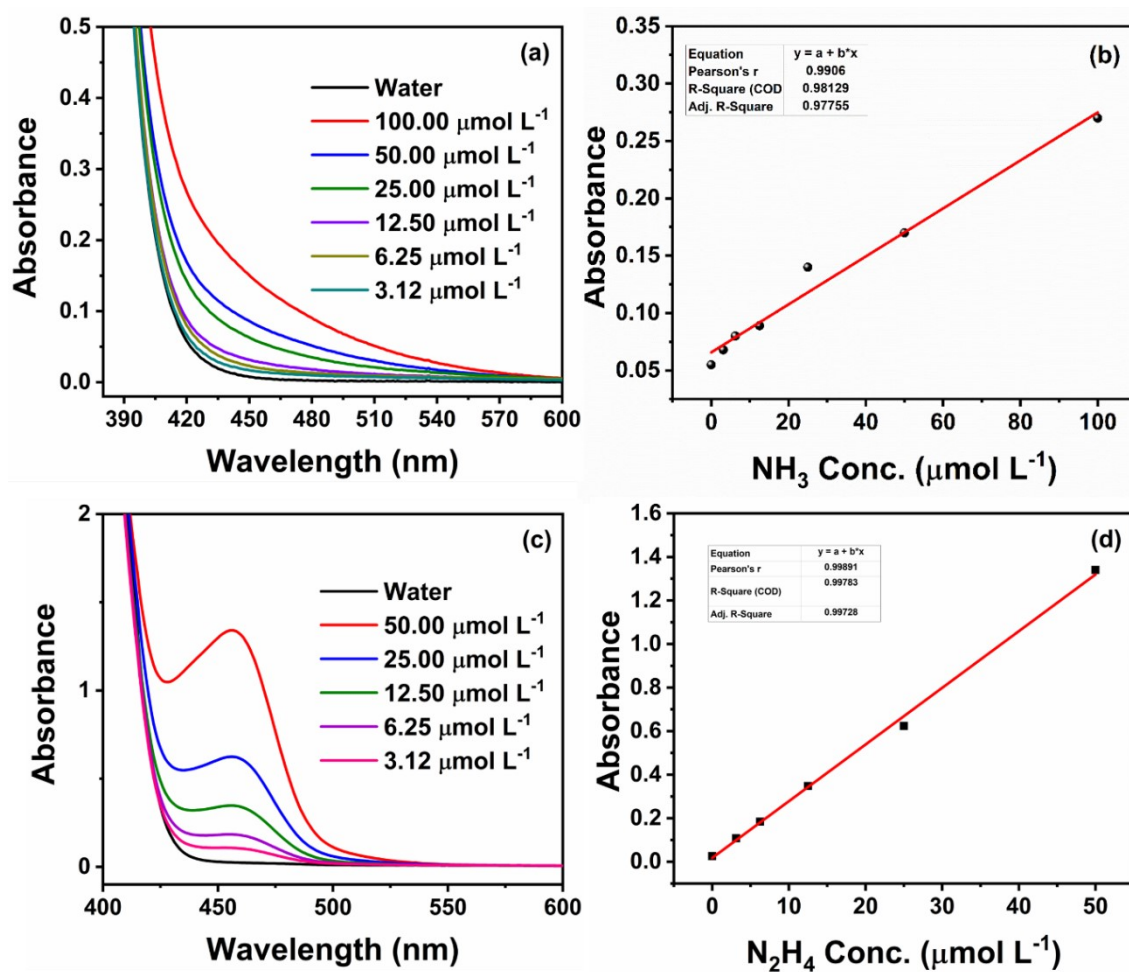 (a)
Absorbance
0.5
0.4
0.3
0.2
0.1
0.0
Water
100.00 μmol L⁻¹
50.00 μmol L⁻¹
25.00 μmol L⁻¹
12.50 μmol L⁻¹
6.25 μmol L⁻¹
3.12 μmol L⁻¹
390 420 450 480 510 540 570 600
Wavelength (nm)
(b)
Absorbance
0.35
0.30
0.25
0.20
0.15
0.10
0.05
Equation y = a + b*x
Pearson's r 0.9906
R-Square (COD 0.98129
Adj. R-Square 0.97755
0 20 40 60 80 100
NH₃ Conc. (μmol L⁻¹)
(c)
Absorbance
2
1
0
Water
50.00 μmol L⁻¹
25.00 μmol L⁻¹
12.50 μmol L⁻¹
6.25 μmol L⁻¹
3.12 μmol L⁻¹
400 450 500 550 600
Wavelength (nm)
(d)
Absorbance
1.6
1.4
1.2
1.0
0.8
0.6
0.4
0.2
0.0
Equation y = a + b*x
Pearson's r 0.99891
R-Square (COD) 0.99783
Adj. R-Square 0.99728
0 10 20 30 40 50
N₂H₄ Conc. (μmol L⁻¹)